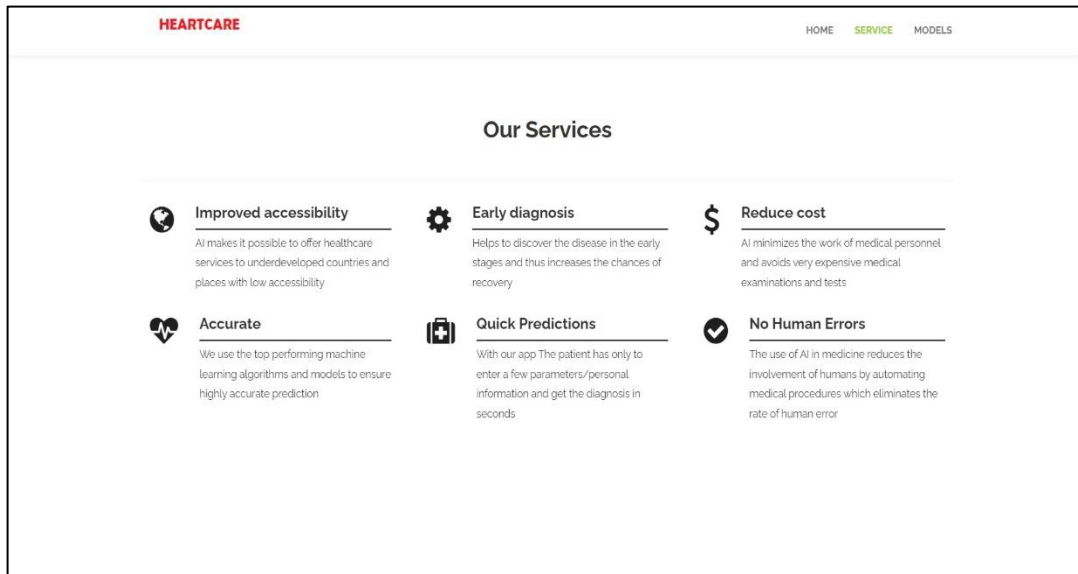 HEARTCARE
HOME SERVICE MODELS
Our Services
Improved accessibility
AI makes it possible to offer healthcare
services to underdeveloped countries and
places with low accessibility
Early diagnosis
Helps to discover the disease in the early
stages and thus increases the chances of
recovery
Reduce cost
AI minimizes the work of medical personnel
and avoids very expensive medical
examinations and tests
Accurate
We use the top performing machine
learning algorithms and models to ensure
highly accurate prediction
Quick Predictions
With our app The patient has only to
enter a few parameters/personal
information and get the diagnosis in
seconds
No Human Errors
The use of AI in medicine reduces the
involvement of humans by automating
medical procedures which eliminates the
rate of human error